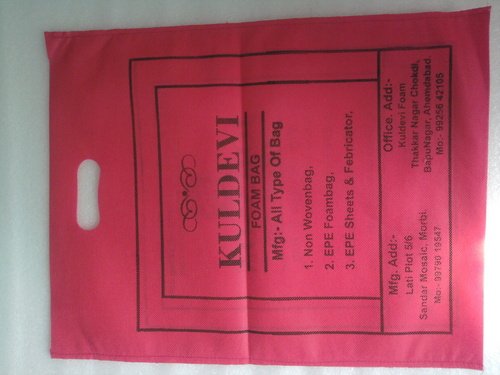 KULDEVI
FOAM BAG
Mfg:- All Type Of Bag
1. Non Wovenbag,
2. EPE Foambag,
3. EPE Sheets & Febricator,
Mfg. Add:-
Lati Plot 5/6
Sandar Mosaic, Morbi.
Mo:- 99790 19547
Office. Add:-
Kuldevi Foam
Thakkar Nagar Chokdi,
BapuNagar, Ahemdabad.
Mo:- 99256 42105